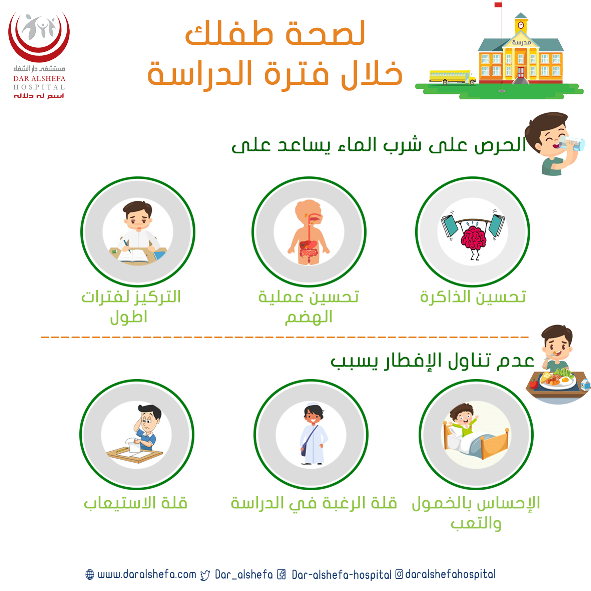 مستشفى دار الشفاء
DAR ALSHEFA
HOSPITAL
اسم له دلاله
لصحة طفلك
خلال فترة الدراسة
مدرسة
الحرص على شرب الماء يساعد على
تحسين الذاكرة
تحسين عملية
الهضم
التركيز لفترات
اطول
عدم تناول الإفطار يسبب
الإحساس بالخمول
والتعب
قلة الرغبة في الدراسة
قلة الاستيعاب
www.daralshefa.com Dar_alshefa Dar-alshefa-hospital daralshefahospital